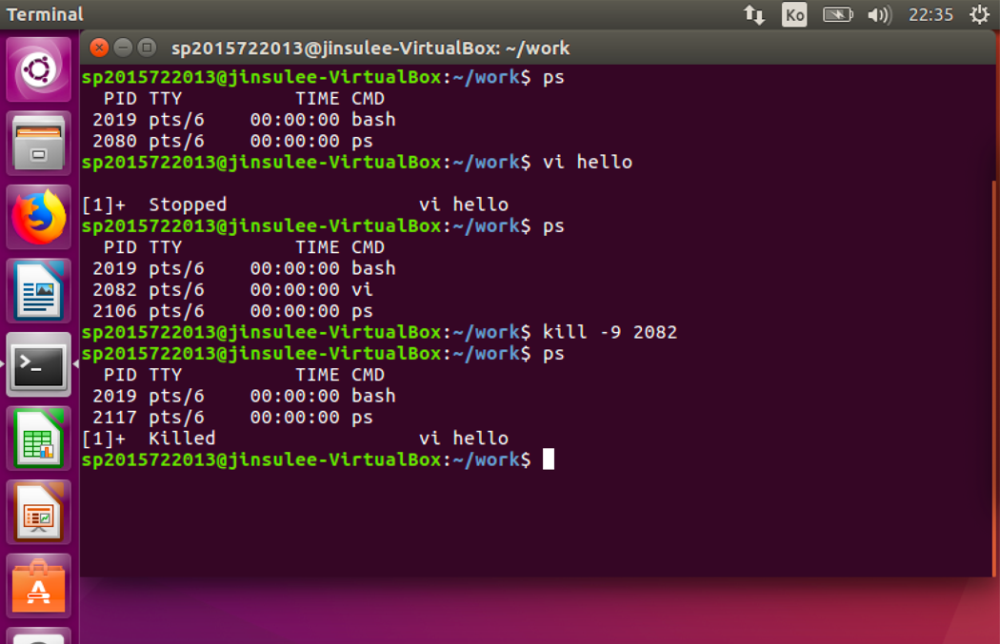 Terminal
Ko
22:35
sp2015722013@jinsulee-VirtualBox: ~/work
sp2015722013@jinsulee-VirtualBox:~/work$ ps
  PID TTY          TIME CMD
 2019 pts/6    00:00:00 bash
 2080 pts/6    00:00:00 ps
sp2015722013@jinsulee-VirtualBox:~/work$ vi hello
[1]+  Stopped                 vi hello
sp2015722013@jinsulee-VirtualBox:~/work$ ps
  PID TTY          TIME CMD
 2019 pts/6    00:00:00 bash
 2082 pts/6    00:00:00 vi
 2106 pts/6    00:00:00 ps
sp2015722013@jinsulee-VirtualBox:~/work$ kill -9 2082
sp2015722013@jinsulee-VirtualBox:~/work$ ps
  PID TTY          TIME CMD
 2019 pts/6    00:00:00 bash
 2117 pts/6    00:00:00 ps
[1]+  Killed                  vi hello
sp2015722013@jinsulee-VirtualBox:~/work$